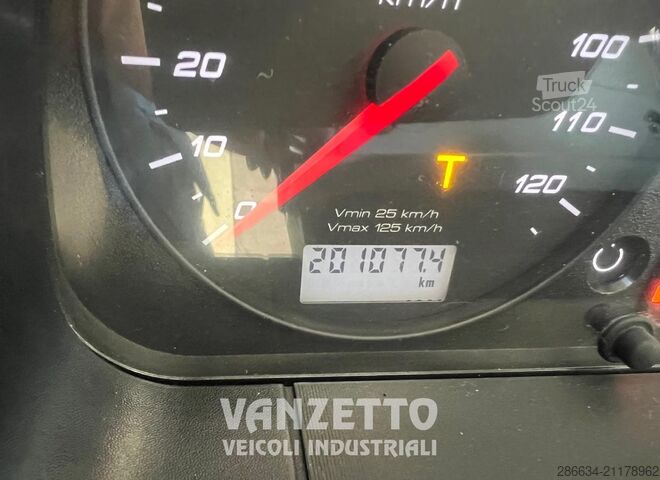 km/h
20
100
Truck
Scout24
10
110
T
120
0
Vmin 25 km/h
Vmax 125 km/h
201077.4
km
VANZETTO
VEICOLI INDUSTRIALI
286634-21178962